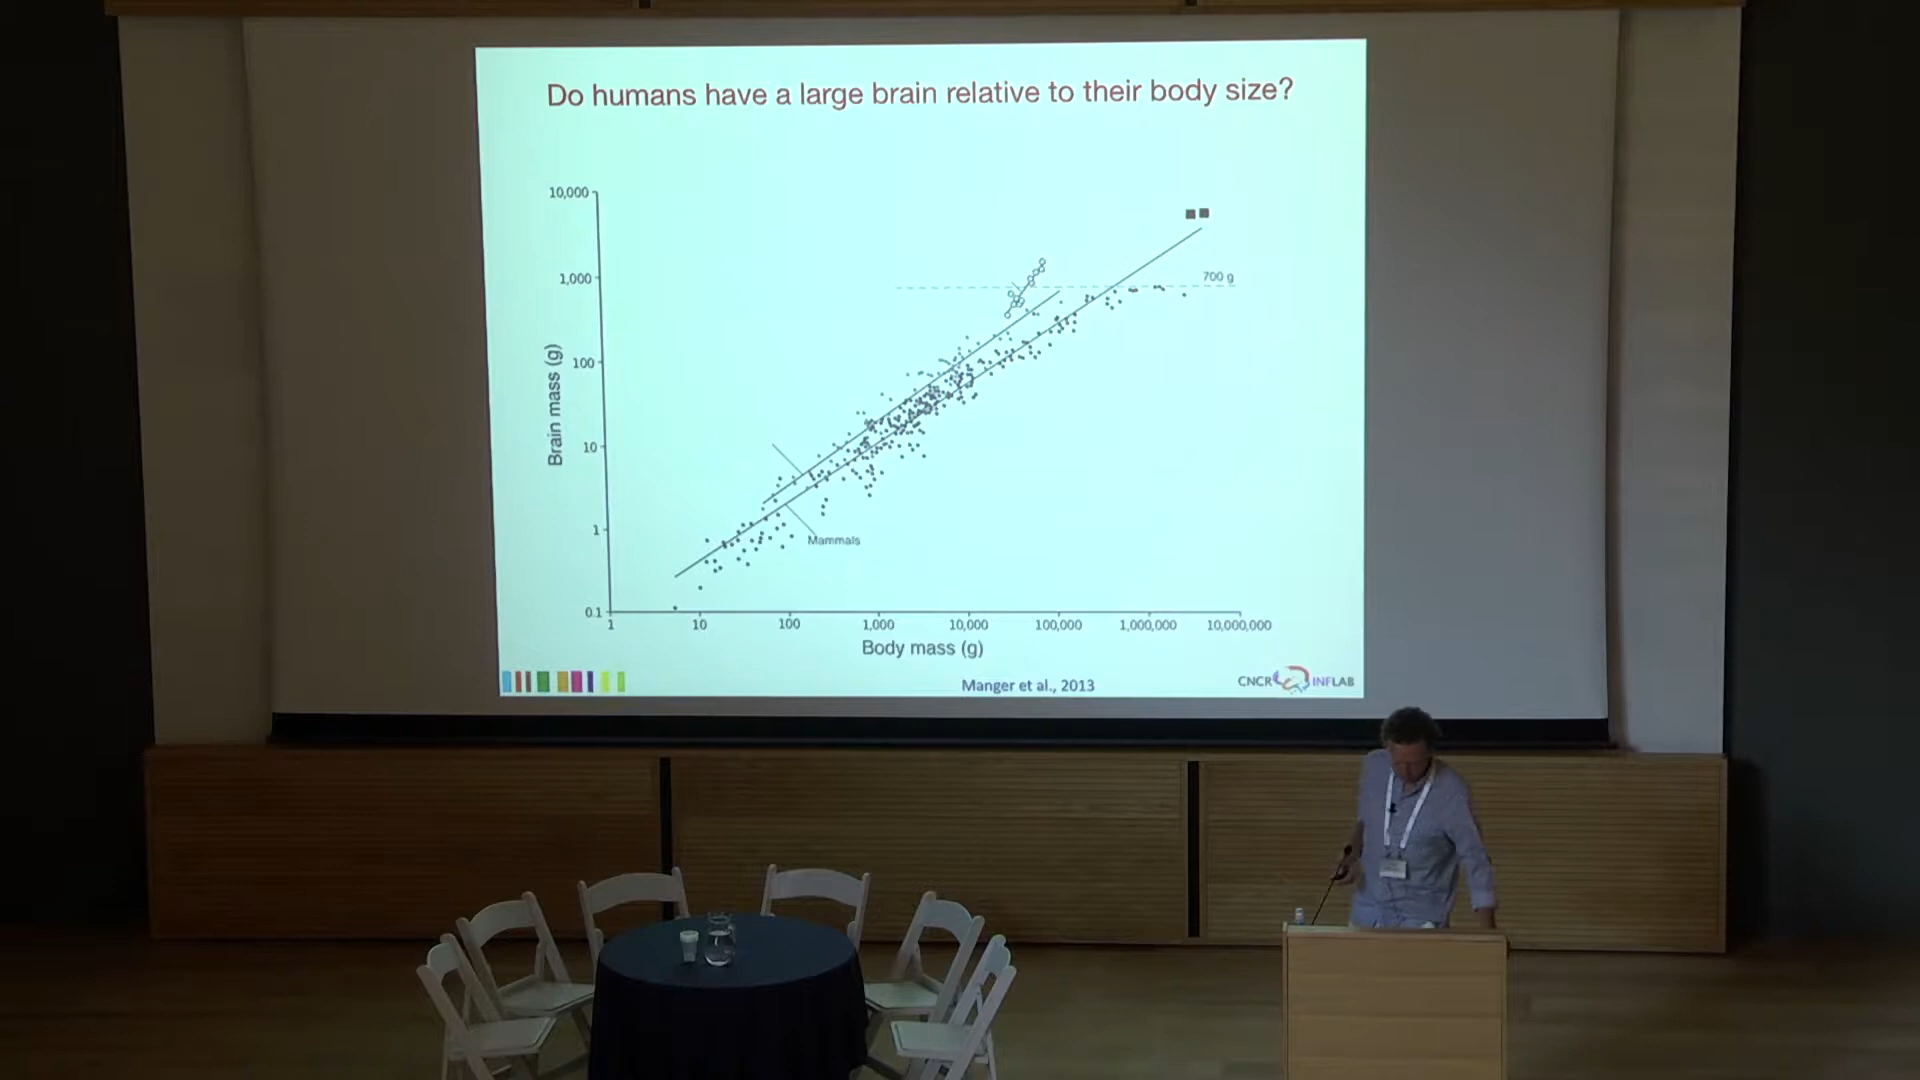 Do humans have a large brain relative to their body size?
10,000
1,000
100
10
1
0.1
Brain mass (g)
700 g
Mammals
1
10
100
1,000
10,000
100,000
1,000,000
10,000,000
Body mass (g)
Manger et al., 2013
CNCR INFLAB